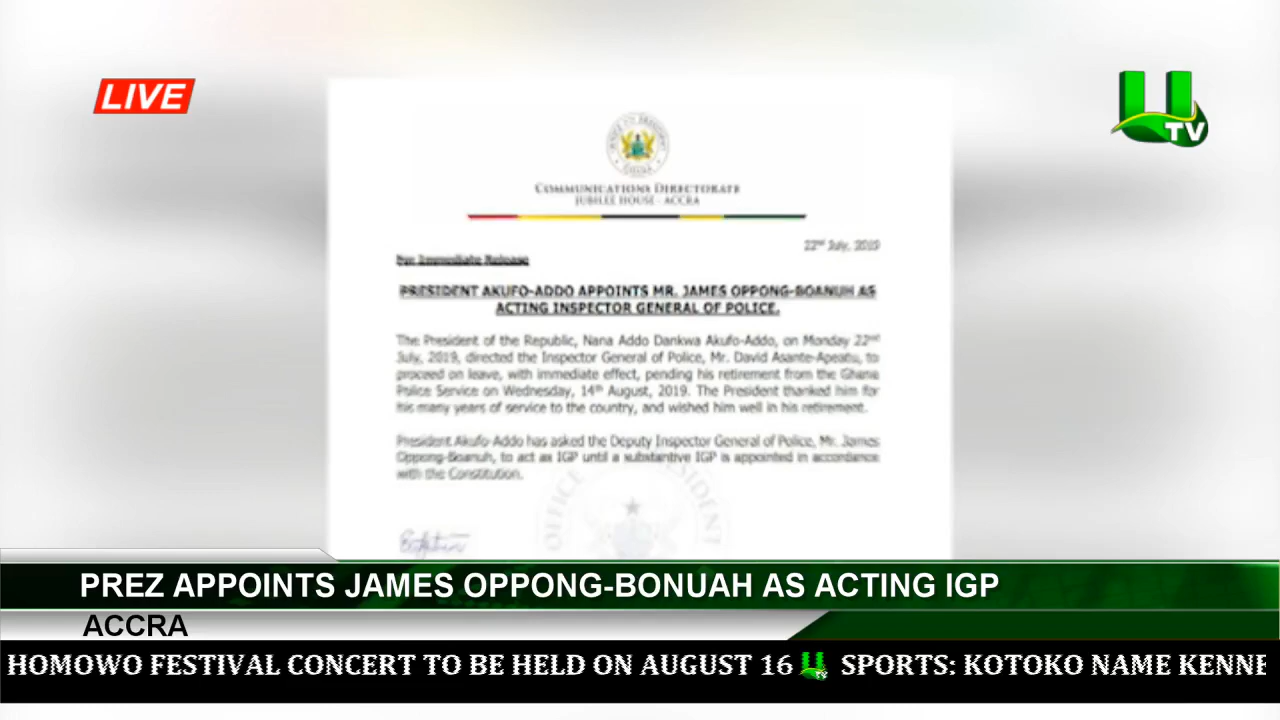 LIVE
U
TV
COMMUNICATIONS DIRECTORATE
JUBILEE HOUSE - ACCRA
22nd July, 2019
For Immediate Release
PRESIDENT AKUFO-ADDO APPOINTS MR. JAMES OPPONG-BOANUH AS
ACTING INSPECTOR GENERAL OF POLICE.
The President of the Republic, Nana Addo Dankwa Akufo-Addo, on Monday 22nd
July, 2019, directed the Inspector General of Police, Mr. David Asante-Apeatu, to
proceed on leave, with immediate effect, pending his retirement from the Ghana
Police Service on Wednesday, 14th August, 2019. The President thanked him for
his many years of service to the country, and wished him well in his retirement.
President Akufo-Addo has asked the Deputy Inspector General of Police, Mr. James
Oppong-Boanuh, to act as IGP until a substantive IGP is appointed in accordance
with the Constitution.
OFFICE PRESIDENT
PREZ APPOINTS JAMES OPPONG-BONUAH AS ACTING IGP
ACCRA
HOMOWO FESTIVAL CONCERT TO BE HELD ON AUGUST 16 U TV SPORTS: KOTOKO NAME KENNE